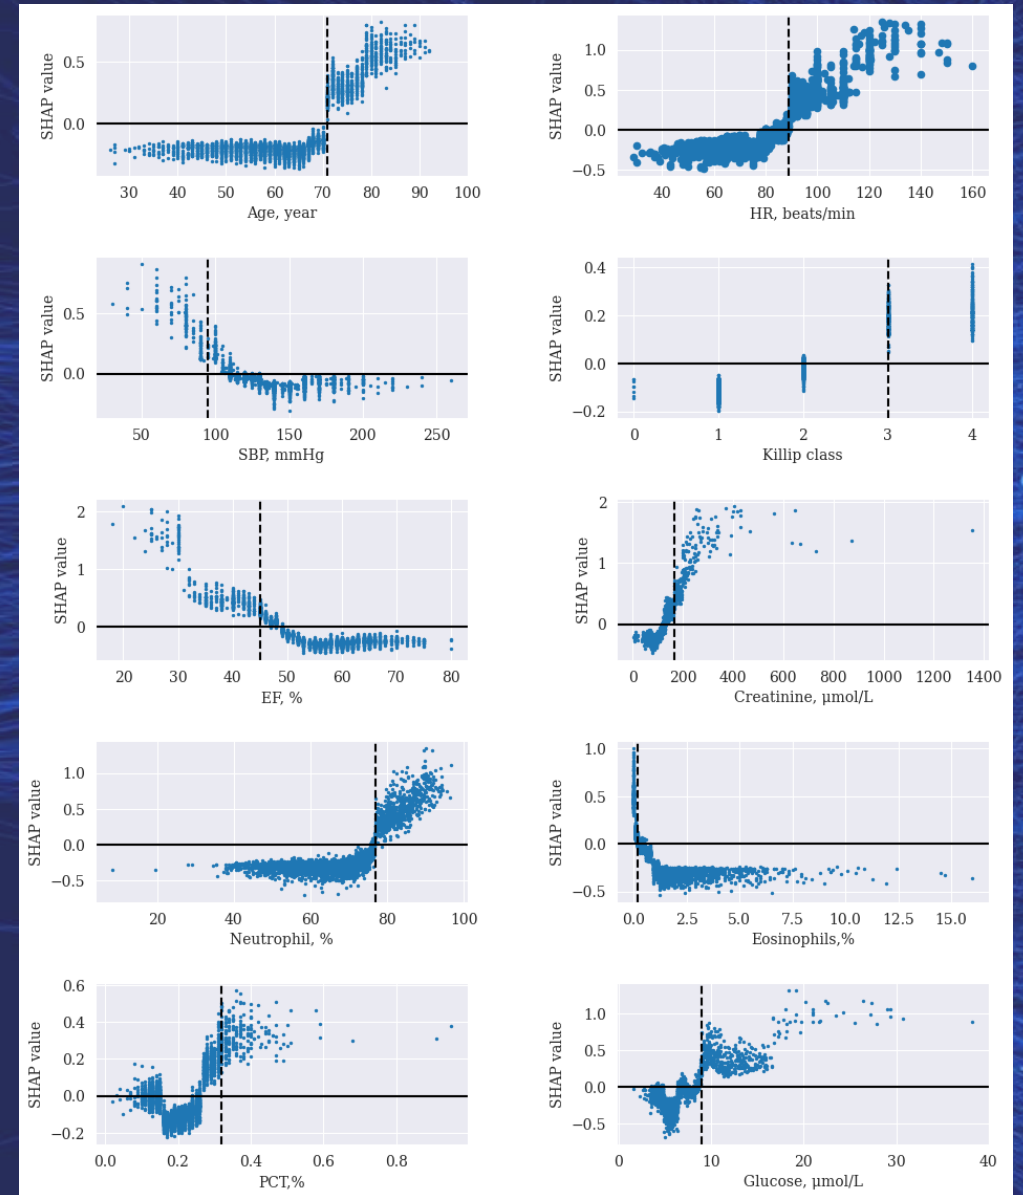 SHAP value
0.5
0.0
30 40 50 60 70 80 90 100
Age, year
SHAP value
1.0
0.5
0.0
−0.5
40 60 80 100 120 140 160
HR, beats/min
SHAP value
0.5
0.0
50 100 150 200 250
SBP, mmHg
SHAP value
0.4
0.2
0.0
−0.2
0 1 2 3 4
Killip class
SHAP value
2
1
0
20 30 40 50 60 70 80
EF, %
SHAP value
2
1
0
0 200 400 600 800 1000 1200 1400
Creatinine, μmol/L
SHAP value
1.0
0.5
0.0
−0.5
20 40 60 80 100
Neutrophil, %
SHAP value
1.0
0.5
0.0
−0.5
0.0 2.5 5.0 7.5 10.0 12.5 15.0
Eosinophils,%
SHAP value
0.6
0.4
0.2
0.0
−0.2
0.0 0.2 0.4 0.6 0.8
PCT,%
SHAP value
1.0
0.5
0.0
−0.5
0 10 20 30 40
Glucose, μmol/L